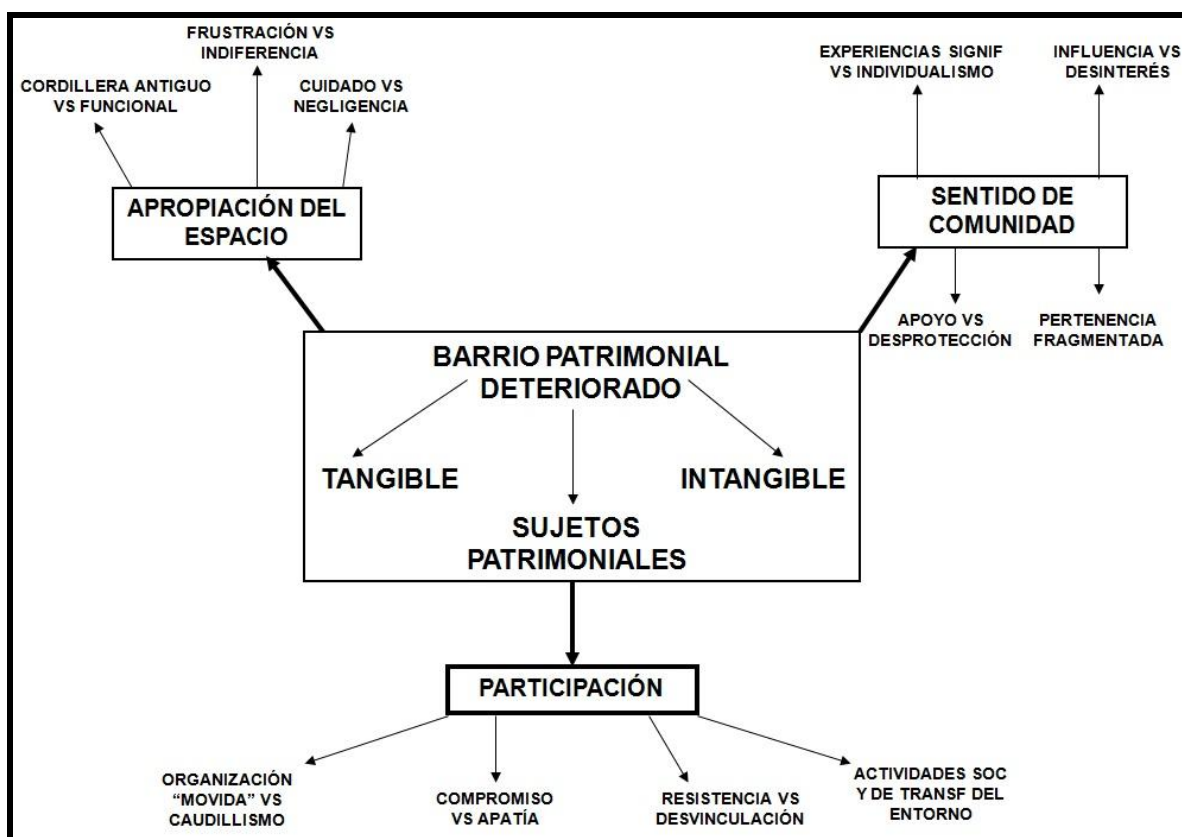 FRUSTRACIÓN VS
INDIFERENCIA
CORDILLERA ANTIGUO
VS FUNCIONAL
CUIDADO VS
NEGLIGENCIA
APROPIACIÓN DEL
ESPACIO
EXPERIENCIAS SIGNIF
VS INDIVIDUALISMO
INFLUENCIA VS
DESINTERÉS
SENTIDO DE
COMUNIDAD
APOYO VS
DESPROTECCIÓN
PERTENENCIA
FRAGMENTADA
BARRIO PATRIMONIAL
DETERIORADO
TANGIBLE
INTANGIBLE
SUJETOS
PATRIMONIALES
PARTICIPACIÓN
ORGANIZACIÓN
“MOVIDA” VS
CAUDILLISMO
COMPROMISO
VS APATÍA
RESISTENCIA VS
DESVINCULACIÓN
ACTIVIDADES SOC
Y DE TRANSF DEL
ENTORNO